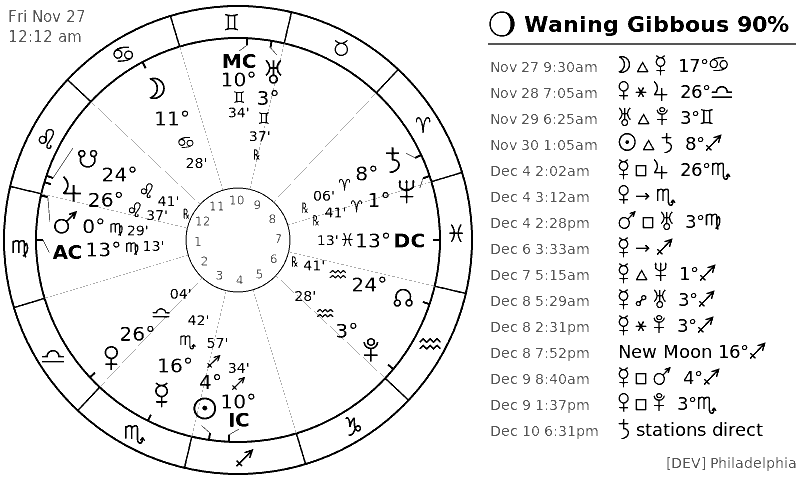 Fri Nov 27
12:12 am
☽ Waning Gibbous 90%
Nov 27 9:30am ☽ △ ☿ 17°♋
Nov 28 7:05am ♀ ⚹ ♃ 26°♎
Nov 29 6:25am ♅ △ ⯓ 3°♊
Nov 30 1:05am ☉ △ ♄ 8°♐
Dec 4 2:02am ☿ □ ♃ 26°♏
Dec 4 3:12am ♀ → ♏
Dec 4 2:28pm ♂ □ ♅ 3°♍
Dec 6 3:33am ☿ → ♐
Dec 7 5:15am ☿ △ ♆ 1°♐
Dec 8 5:29am ☿ ☍ ♅ 3°♐
Dec 8 2:31pm ☿ ⚹ ⯓ 3°♐
Dec 8 7:52pm New Moon 16°♐
Dec 9 8:40am ☿ □ ♂ 4°♐
Dec 9 1:37pm ♀ □ ⯓ 3°♏
Dec 10 6:31pm ♄ stations direct
[DEV] Philadelphia
♊
♉
♈
♓
♒
♑
♐
♏
♎
♍
♌
♋
MC 10° ♊ 34'
♅ 3° ♊ 37' ℞
☽ 11° ♋ 28'
☋ 24° ♌ 41' ℞
♃ 26° ♌ 37'
♂ 0° ♍ 29'
AC 13° ♍ 13'
♀ 26° ♎ 04'
☿ 16° ♏ 42'
☉ 4° ♐ 57'
IC 10° ♐ 34'
⯓ 3° ♒ 28'
☊ 24° ♒ 41' ℞
DC 13° ♓ 13'
♆ 1° ♈ 41' ℞
♄ 8° ♈ 06' ℞
1
2
3
4
5
6
7
8
9
10
11
12